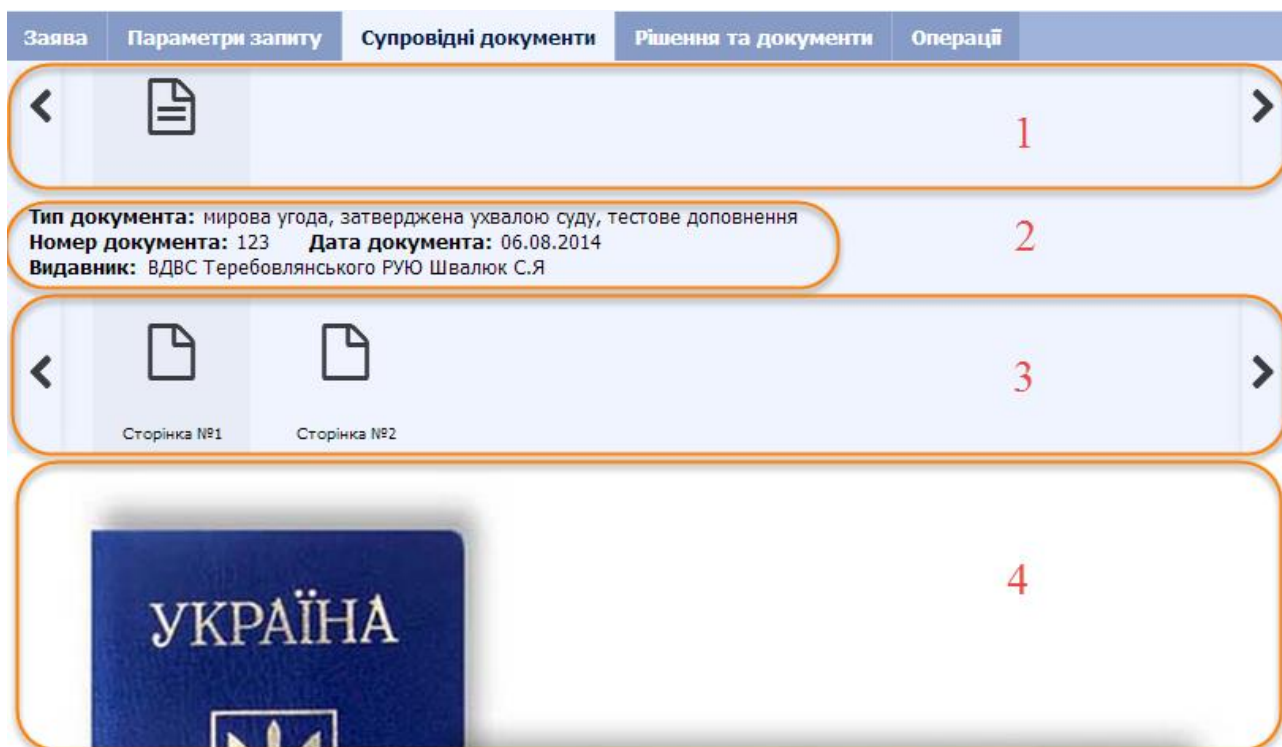 Заява Параметри запиту Супровідні документи Рішення та документи Операції
1
Тип документа: мирова угода, затверджена ухвалою суду, тестове доповнення
Номер документа: 123 Дата документа: 06.08.2014
Видавник: ВДВС Теребовлянського РУЮ Швалюк С.Я
2
3
Сторінка №1 Сторінка №2
4
УКРАЇНА